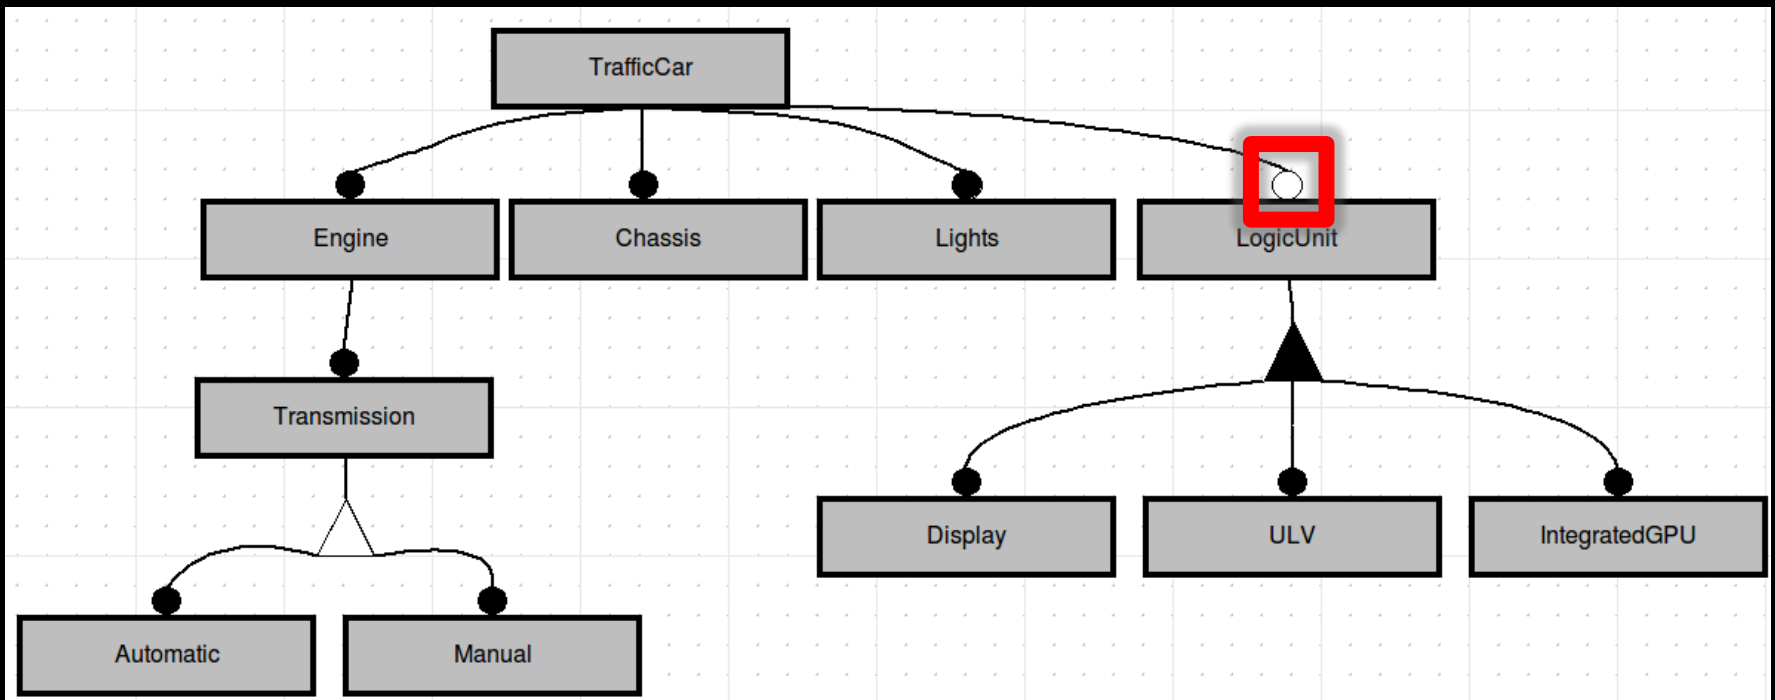 TrafficCar
Engine
Chassis
Lights
LogicUnit
Transmission
Display
ULV
IntegratedGPU
Automatic
Manual